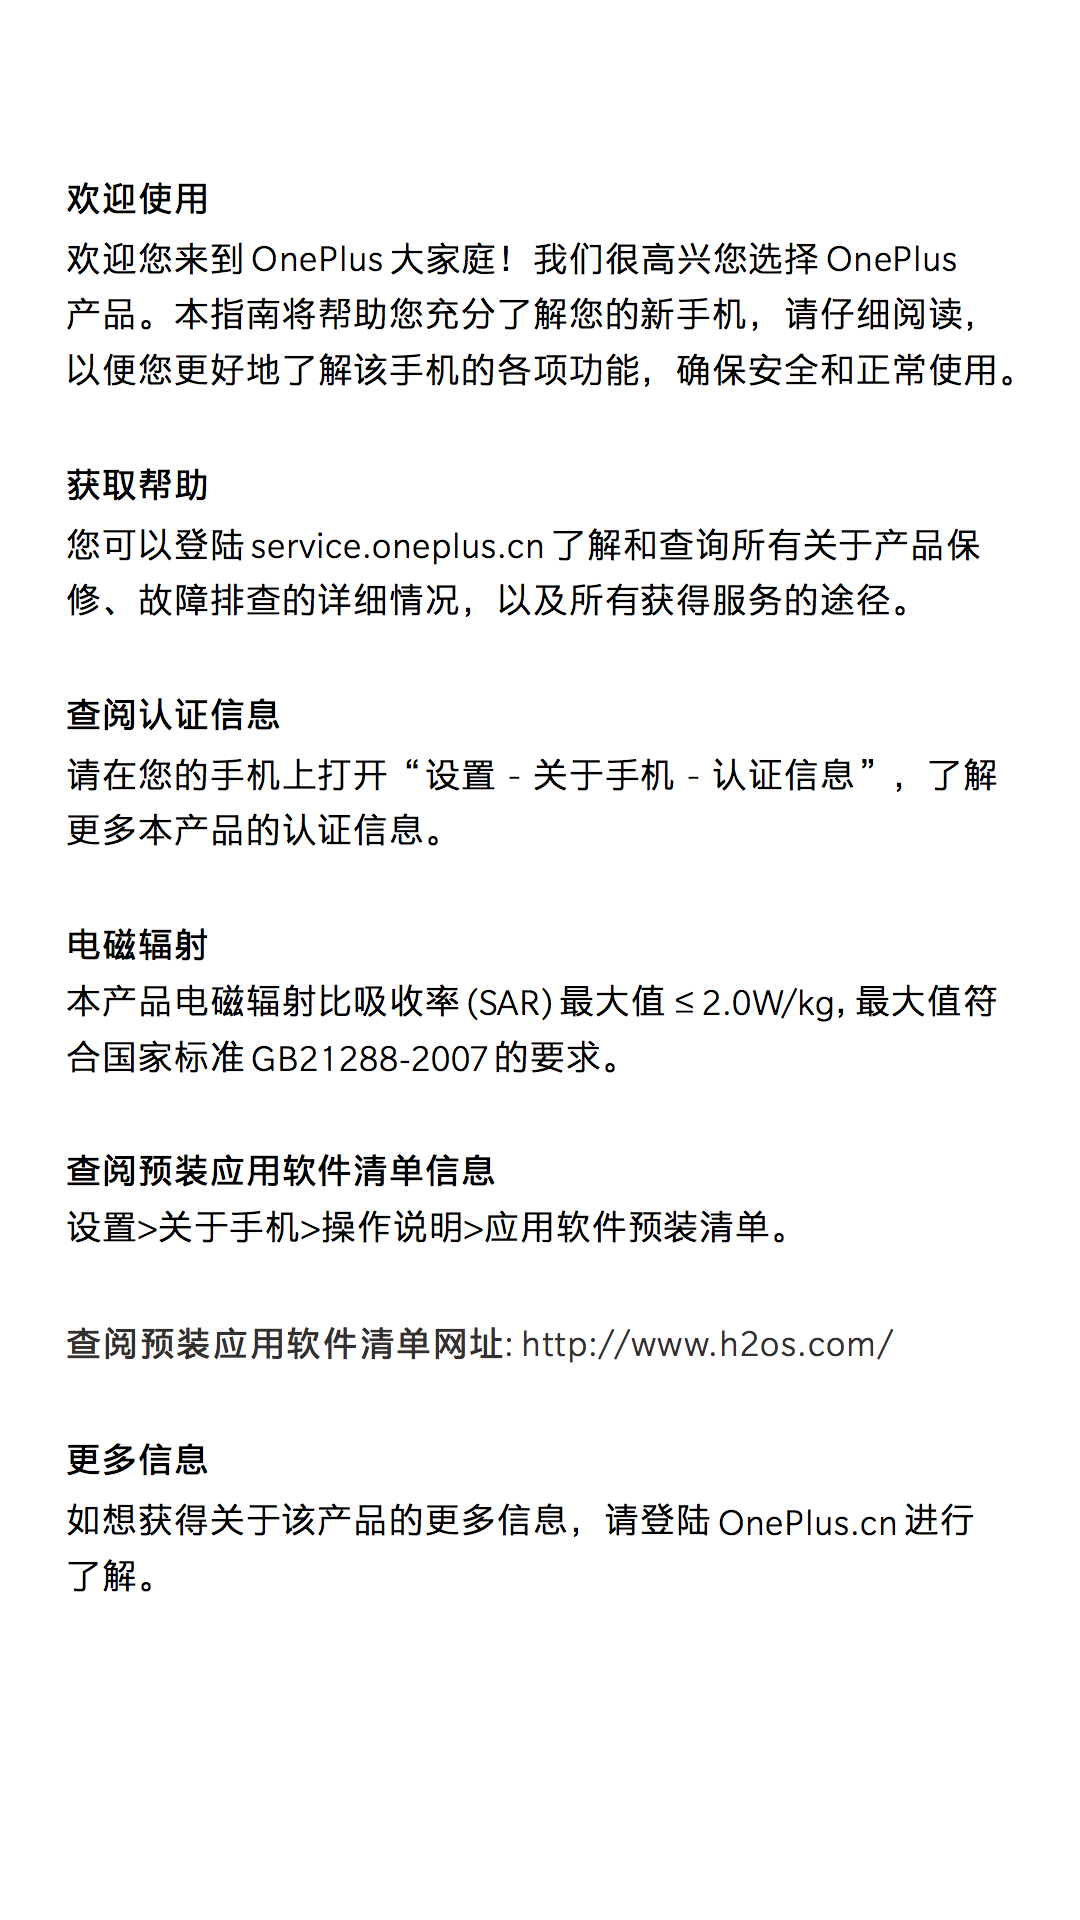 欢迎使用
欢迎您来到 OnePlus 大家庭！我们很高兴您选择 OnePlus
产品。本指南将帮助您充分了解您的新手机，请仔细阅读，
以便您更好地了解该手机的各项功能，确保安全和正常使用。
获取帮助
您可以登陆 service.oneplus.cn 了解和查询所有关于产品保
修、故障排查的详细情况，以及所有获得服务的途径。
查阅认证信息
请在您的手机上打开“设置 - 关于手机 - 认证信息”，了解
更多本产品的认证信息。
电磁辐射
本产品电磁辐射比吸收率 (SAR) 最大值 ≤ 2.0W/kg, 最大值符
合国家标准 GB21288-2007 的要求。
查阅预装应用软件清单信息
设置>关于手机>操作说明>应用软件预装清单。
查阅预装应用软件清单网址: http://www.h2os.com/
更多信息
如想获得关于该产品的更多信息，请登陆 OnePlus.cn 进行
了解。